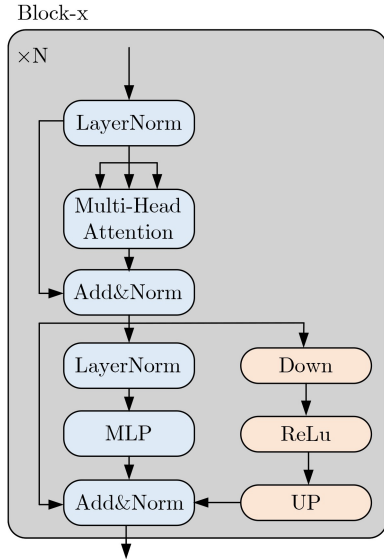 Block-x
×N
LayerNorm
Multi-Head
Attention
Add&Norm
LayerNorm
MLP
Add&Norm
Down
ReLu
UP